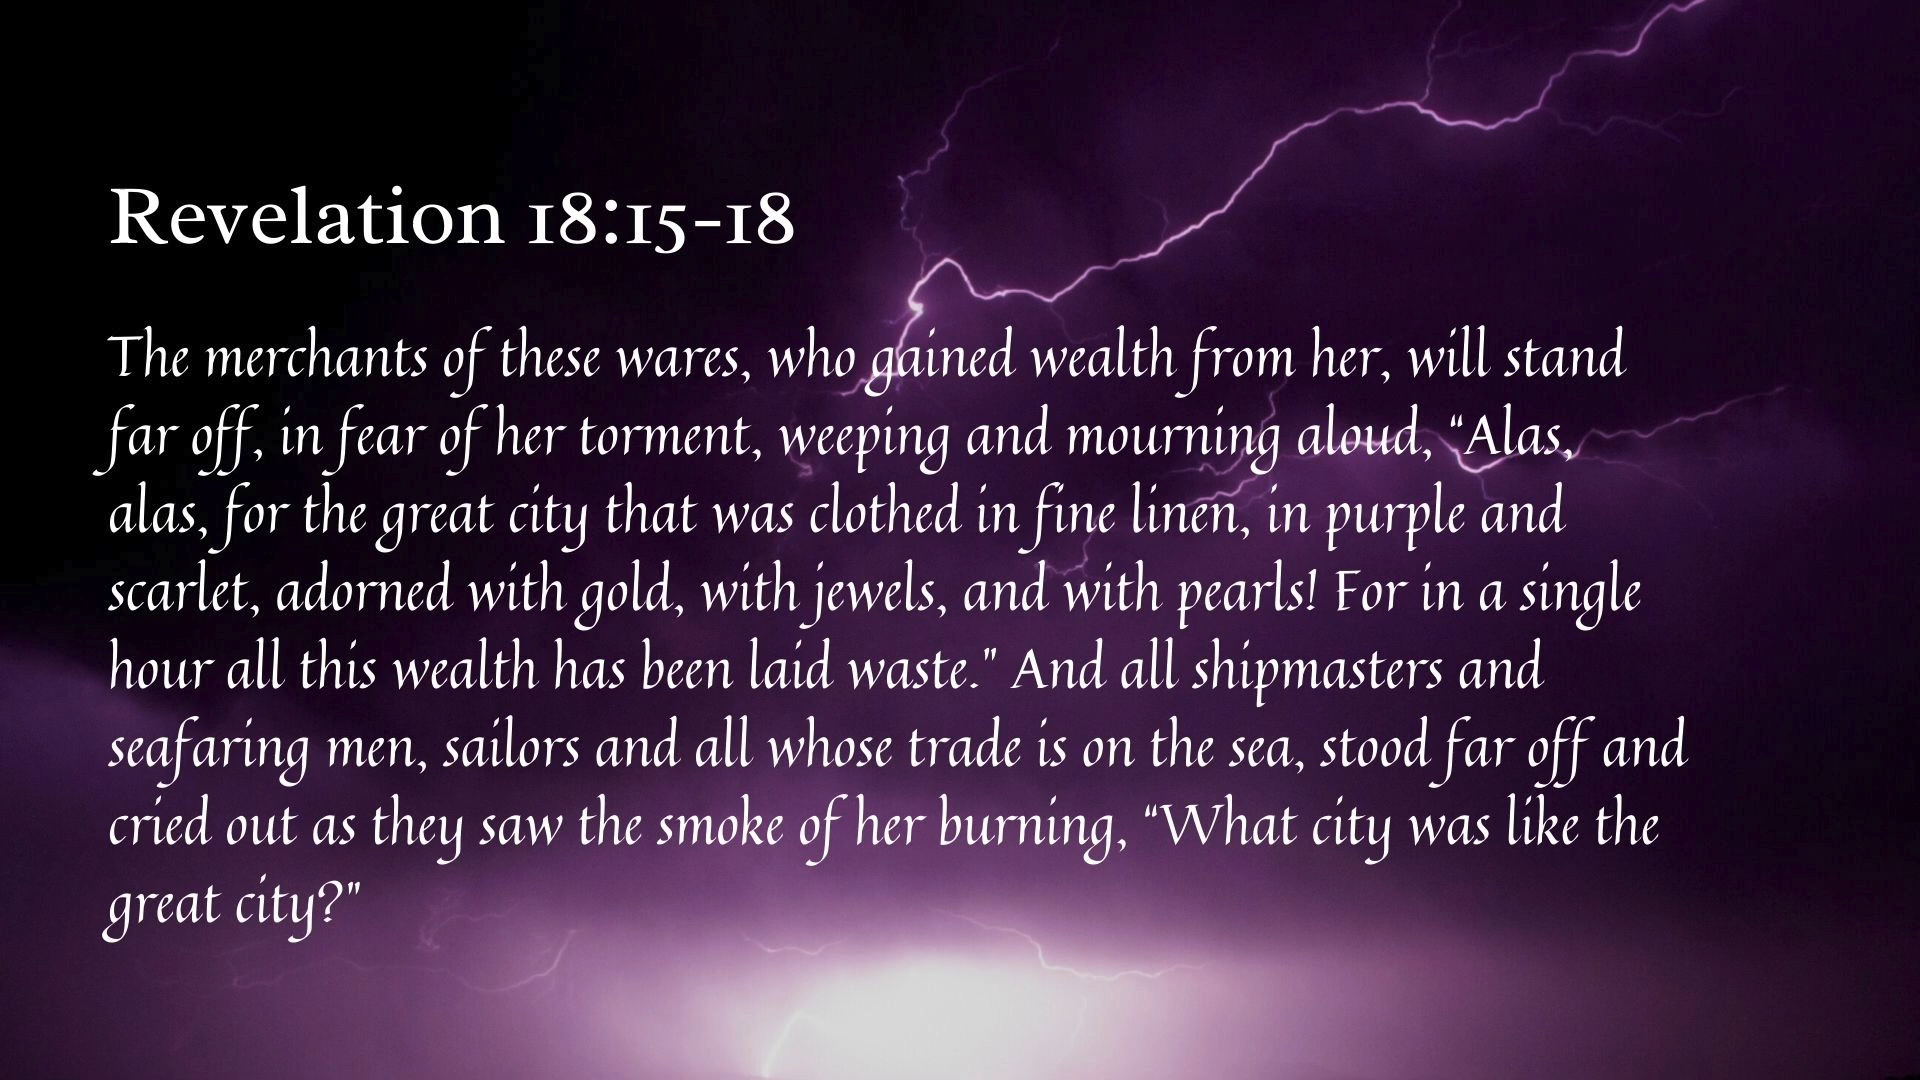 Revelation 18:15-18
The merchants of these wares, who gained wealth from her, will stand
far off, in fear of her torment, weeping and mourning aloud, “Alas,
alas, for the great city that was clothed in fine linen, in purple and
scarlet, adorned with gold, with jewels, and with pearls! For in a single
hour all this wealth has been laid waste.” And all shipmasters and
seafaring men, sailors and all whose trade is on the sea, stood far off and
cried out as they saw the smoke of her burning, “What city was like the
great city?”